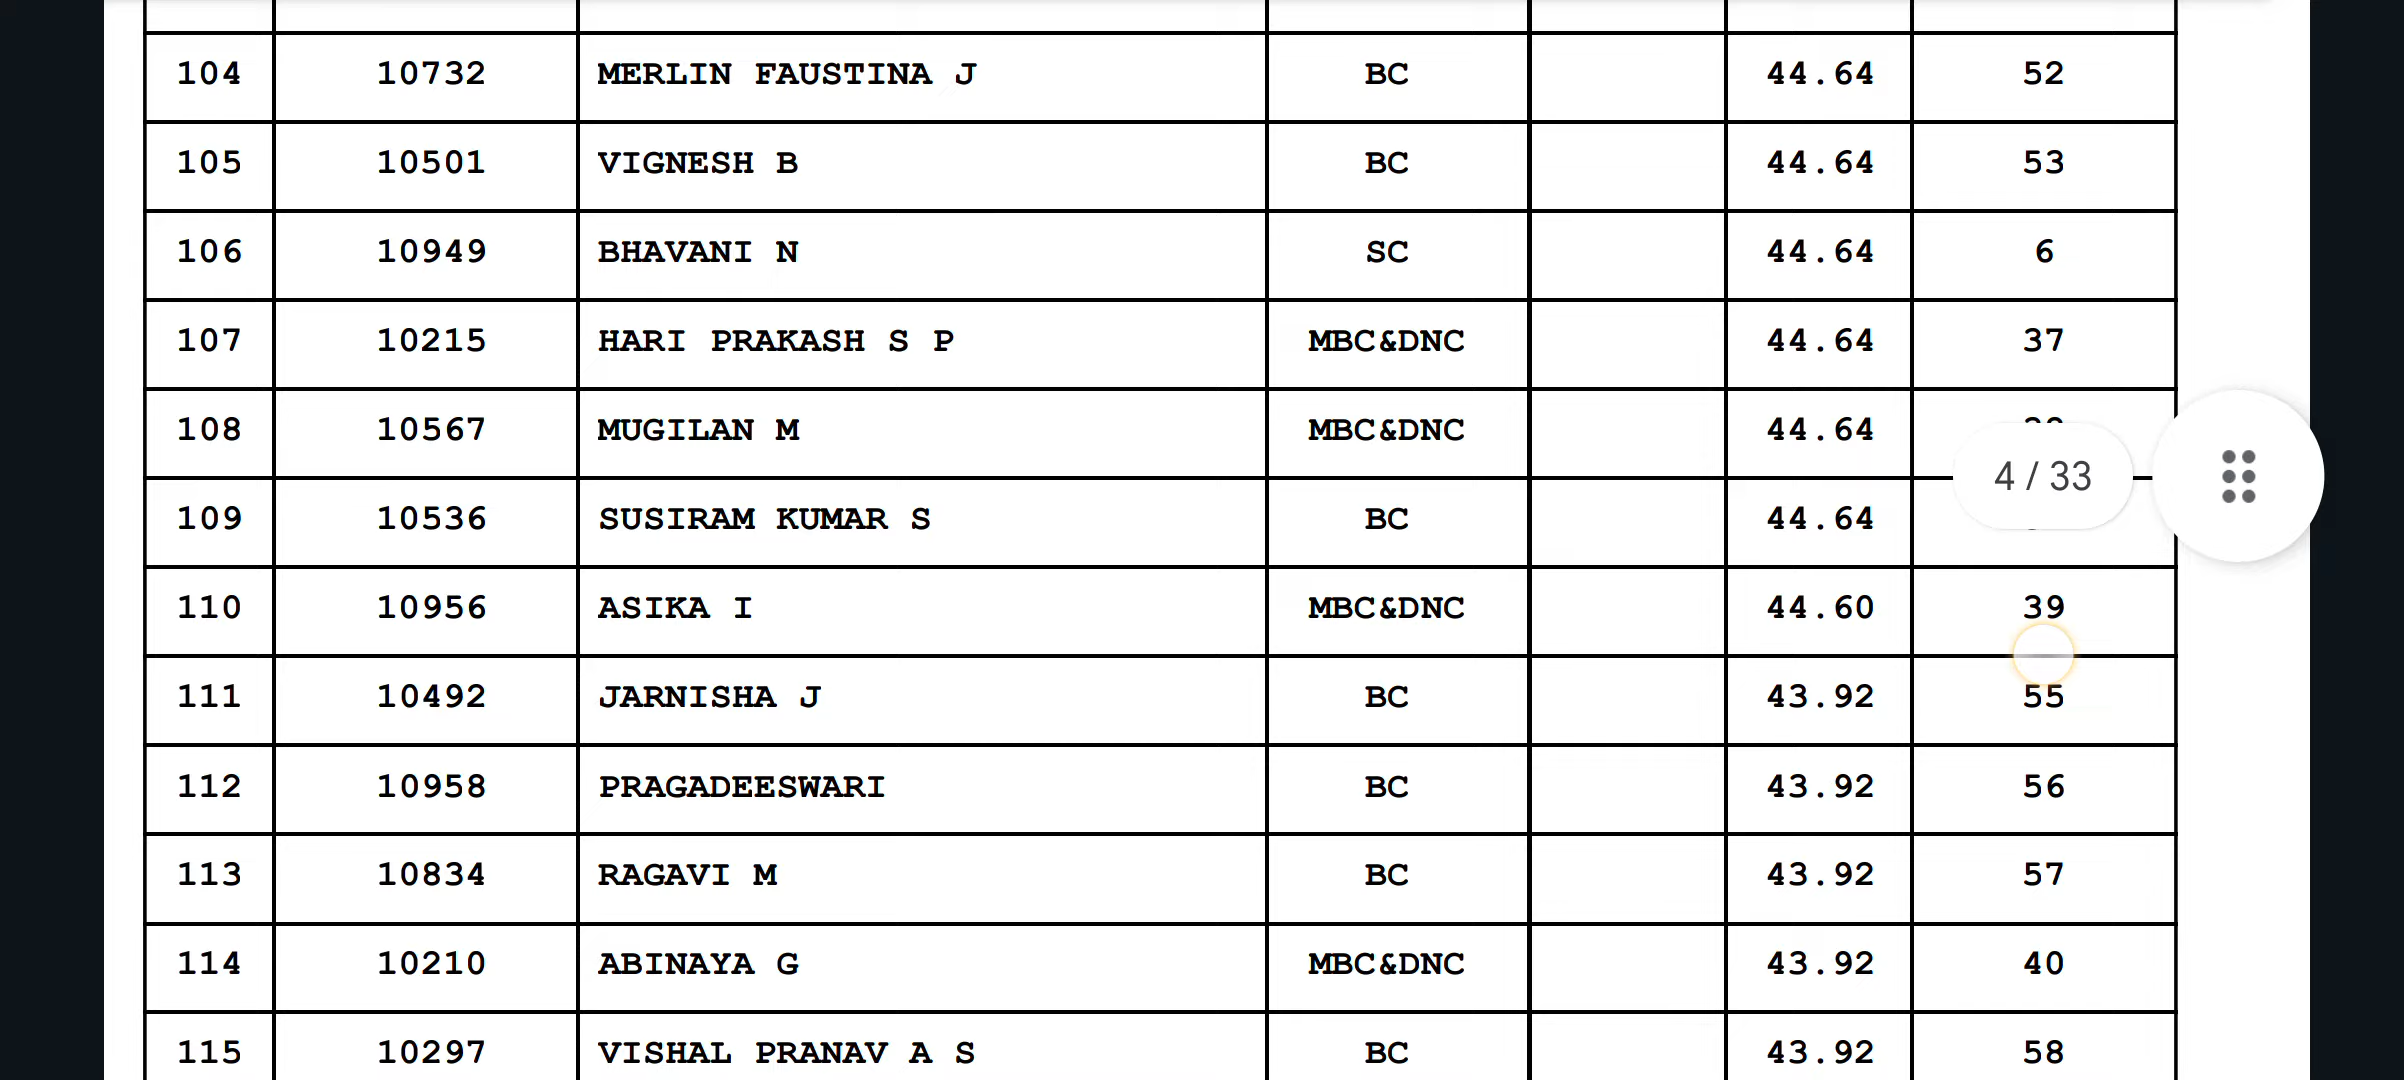 104 10732 MERLIN FAUSTINA J BC 44.64 52
105 10501 VIGNESH B BC 44.64 53
106 10949 BHAVANI N SC 44.64 6
107 10215 HARI PRAKASH S P MBC&DNC 44.64 37
108 10567 MUGILAN M MBC&DNC 44.64
4 / 33
109 10536 SUSIRAM KUMAR S BC 44.64
110 10956 ASIKA I MBC&DNC 44.60 39
111 10492 JARNISHA J BC 43.92 55
112 10958 PRAGADEESWARI BC 43.92 56
113 10834 RAGAVI M BC 43.92 57
114 10210 ABINAYA G MBC&DNC 43.92 40
115 10297 VISHAL PRANAV A S BC 43.92 58